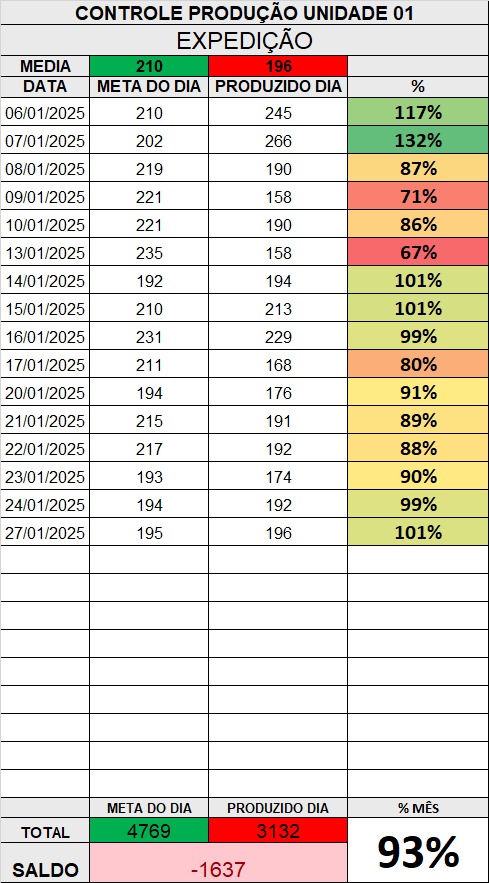 CONTROLE PRODUÇÃO UNIDADE 01
EXPEDIÇÃO
MEDIA 210 196
DATA META DO DIA PRODUZIDO DIA %
06/01/2025 210 245 117%
07/01/2025 202 266 132%
08/01/2025 219 190 87%
09/01/2025 221 158 71%
10/01/2025 221 190 86%
13/01/2025 235 158 67%
14/01/2025 192 194 101%
15/01/2025 210 213 101%
16/01/2025 231 229 99%
17/01/2025 211 168 80%
20/01/2025 194 176 91%
21/01/2025 215 191 89%
22/01/2025 217 192 88%
23/01/2025 193 174 90%
24/01/2025 194 192 99%
27/01/2025 195 196 101%
META DO DIA PRODUZIDO DIA % MÊS
TOTAL 4769 3132 93%
SALDO -1637